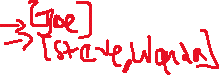 → [Joe]
→ [Steve, Wanda]